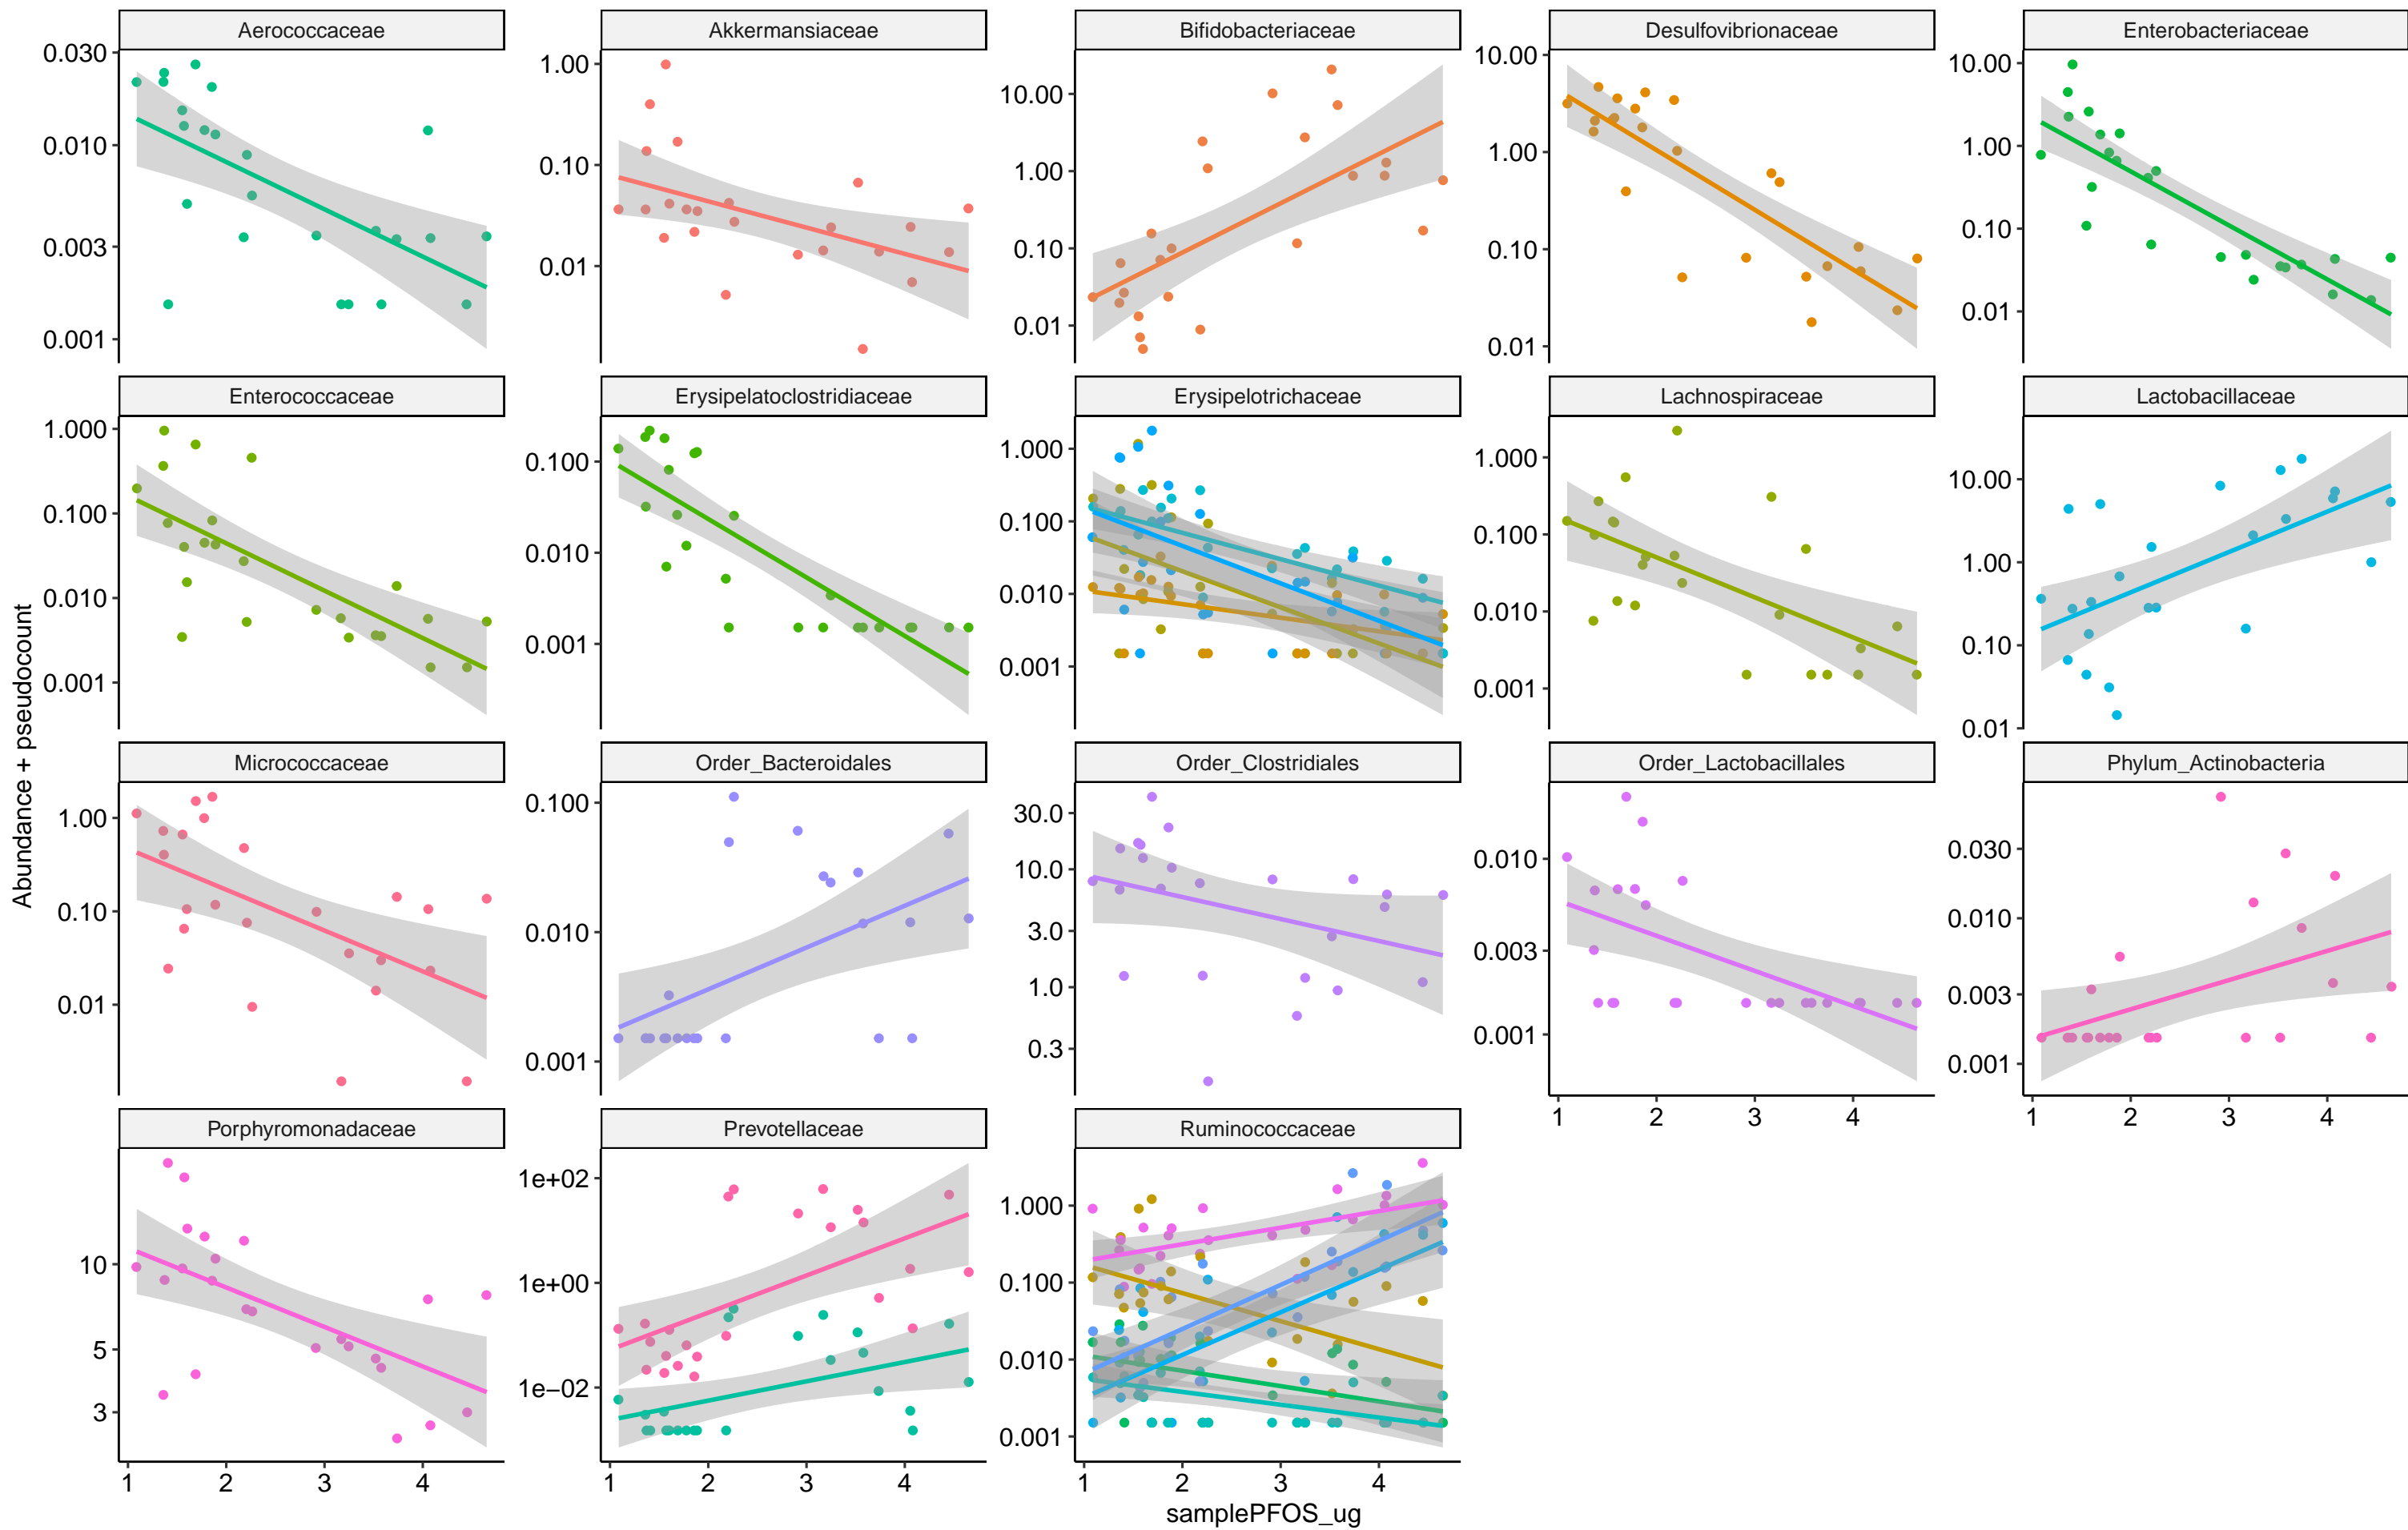 Aerococcaceae
Akkermansiaceae
Bifidobacteriaceae
Desulfovibrionaceae
Enterobacteriaceae
0.030
0.010
0.003
0.001
1.00
0.10
0.01
10.00
1.00
0.10
0.01
10.00
1.00
0.10
0.01
10.00
1.00
0.10
0.01
Enterococcaceae
Erysipelatoclostridiaceae
Erysipelotrichaceae
Lachnospiraceae
Lactobacillaceae
1.000
0.100
0.010
0.001
0.100
0.010
0.001
1.000
0.100
0.010
0.001
1.000
0.100
0.010
0.001
10.00
1.00
0.10
0.01
Abundance + pseudocount
Micrococcaceae
Order_Bacteroidales
Order_Clostridiales
Order_Lactobacillales
Phylum_Actinobacteria
1.00
0.10
0.01
0.100
0.010
0.001
30.0
10.0
3.0
1.0
0.3
0.010
0.003
0.001
0.030
0.010
0.003
0.001
1 2 3 4
1 2 3 4
Porphyromonadaceae
Prevotellaceae
Ruminococcaceae
10
5
3
1e+02
1e+00
1e−02
1.000
0.100
0.010
0.001
1 2 3 4
1 2 3 4
1 2 3 4
samplePFOS_ug